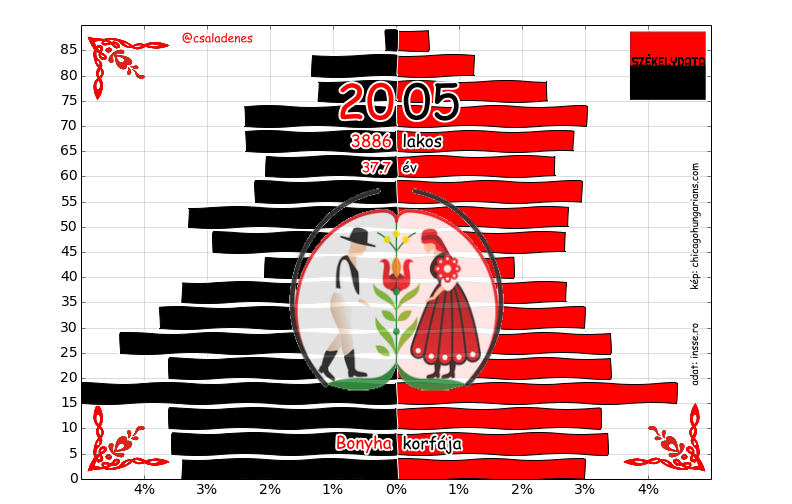 @csaladenes
SZÉKELYDATA
2005
3886 lakos
37.7 év
kép: chicagohungarians.com
adat: insse.ro
Bonyha korfája
85
80
75
70
65
60
55
50
45
40
35
30
25
20
15
10
5
0
4% 3% 2% 1% 0% 1% 2% 3% 4%